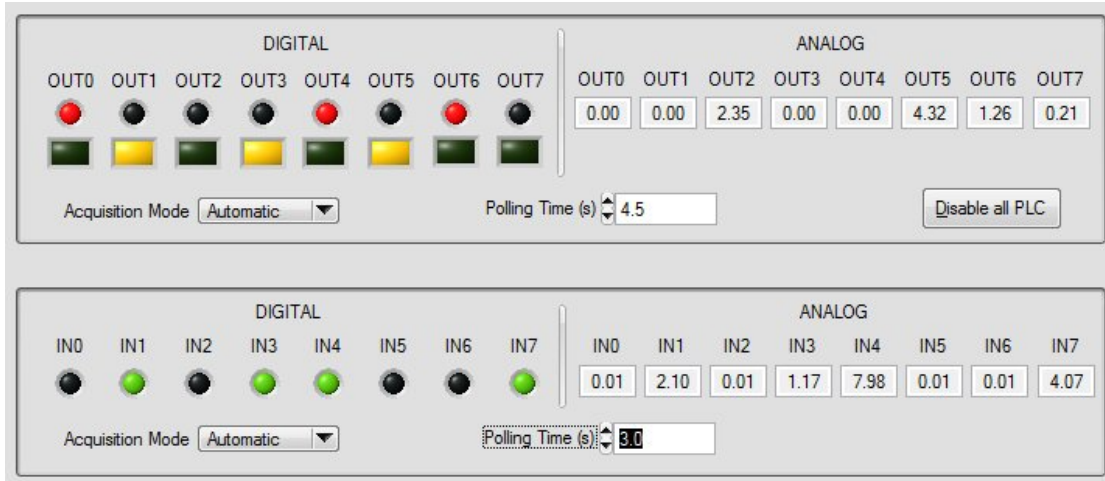 DIGITAL ANALOG
OUT0 OUT1 OUT2 OUT3 OUT4 OUT5 OUT6 OUT7 OUT0 OUT1 OUT2 OUT3 OUT4 OUT5 OUT6 OUT7
0.00 0.00 2.35 0.00 0.00 4.32 1.26 0.21
Acquisition Mode Automatic Polling Time (s) 4.5 Disable all PLC
DIGITAL ANALOG
IN0 IN1 IN2 IN3 IN4 IN5 IN6 IN7 IN0 IN1 IN2 IN3 IN4 IN5 IN6 IN7
0.01 2.10 0.01 1.17 7.98 0.01 0.01 4.07
Acquisition Mode Automatic Polling Time (s) 3.0